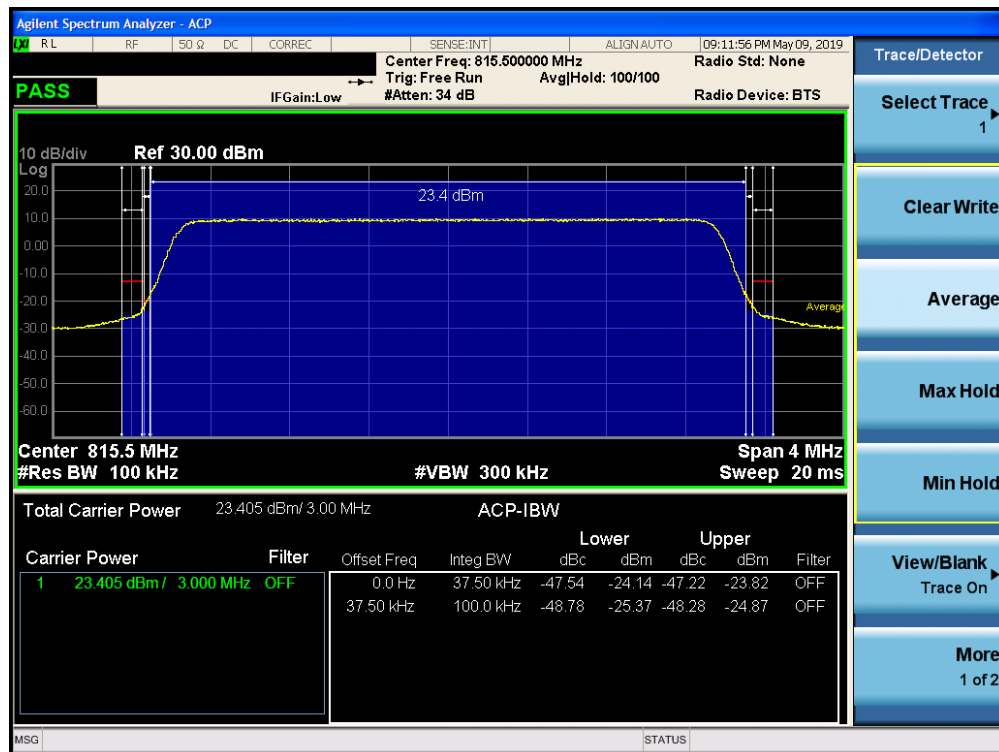 Agilent Spectrum Analyzer - ACP
LXI RL RF 50 Ω DC CORREC SENSE:INT ALIGN AUTO 09:11:56 PM May 09, 2019
Center Freq: 815.500000 MHz Radio Std: None
Trig: Free Run Avg|Hold: 100/100
PASS IFGain:Low #Atten: 34 dB Radio Device: BTS
10 dB/div Ref 30.00 dBm
Log
20.0
23.4 dBm
10.0
0.00
-10.0
-20.0
Average
-30.0
-40.0
-50.0
-60.0
Center 815.5 MHz Span 4 MHz
#Res BW 100 kHz #VBW 300 kHz Sweep 20 ms
Total Carrier Power 23.405 dBm/ 3.00 MHz ACP-IBW
Lower Upper
Carrier Power Filter Offset Freq Integ BW dBc dBm dBc dBm Filter
1 23.405 dBm / 3.000 MHz OFF 0.0 Hz 37.50 kHz -47.54 -24.14 -47.22 -23.82 OFF
37.50 kHz 100.0 kHz -48.78 -25.37 -48.28 -24.87 OFF
MSG STATUS
Trace/Detector
Select Trace
1
Clear Write
Average
Max Hold
Min Hold
View/Blank
Trace On
More
1 of 2